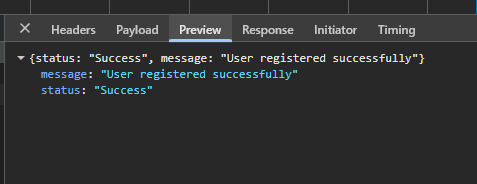 Headers Payload Preview Response Initiator Timing
{status: "Success", message: "User registered successfully"}
message: "User registered successfully"
status: "Success"